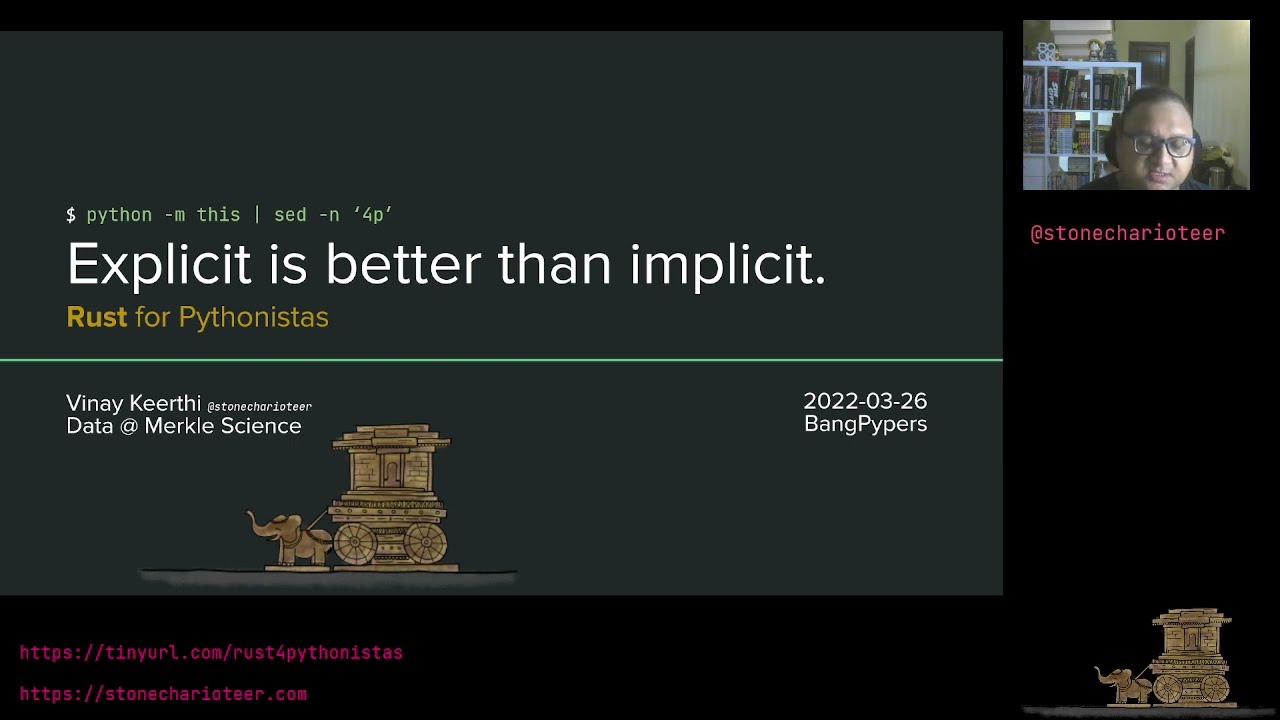 $ python -m this | sed -n ‘4p’
Explicit is better than implicit.
Rust for Pythonistas
Vinay Keerthi @stonecharioteer
Data @ Merkle Science
2022-03-26
BangPypers
@stonecharioteer
https://tinyurl.com/rust4pythonistas
https://stonecharioteer.com